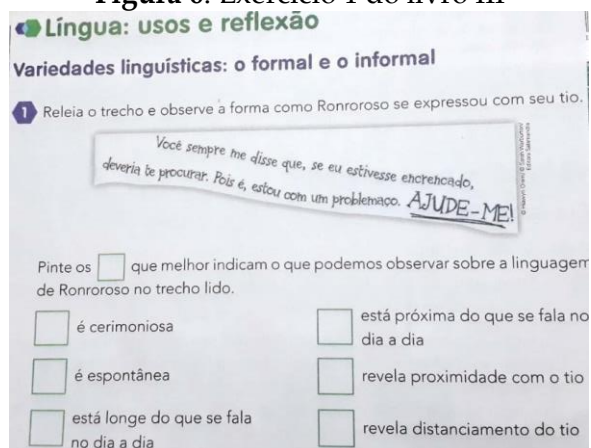 Figura 6: Exercício 1 do livro III
Língua: usos e reflexão
Variedades linguísticas: o formal e o informal
1 Releia o trecho e observe a forma como Ronroroso se expressou com seu tio.
Você sempre me disse que, se eu estivesse encrencado,
deveria te procurar. Pois é, estou com um problemaço. AJUDE-ME!
Pinte os que melhor indicam o que podemos observar sobre a linguagem
de Ronroroso no trecho lido.
é cerimoniosa
é espontânea
está longe do que se fala
no dia a dia
está próxima do que se fala no
dia a dia
revela proximidade com o tio
revela distanciamento do tio